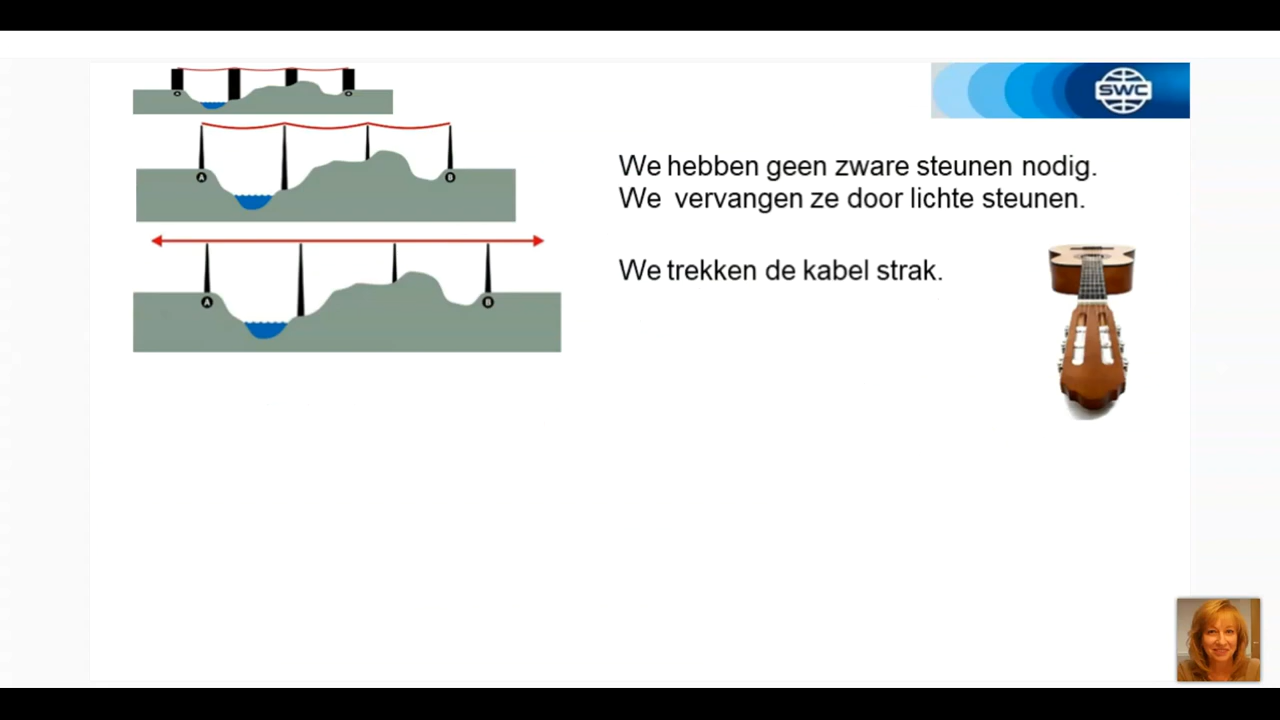 SWC
We hebben geen zware steunen nodig.
We vervangen ze door lichte steunen.
A
B
We trekken de kabel strak.
A
B